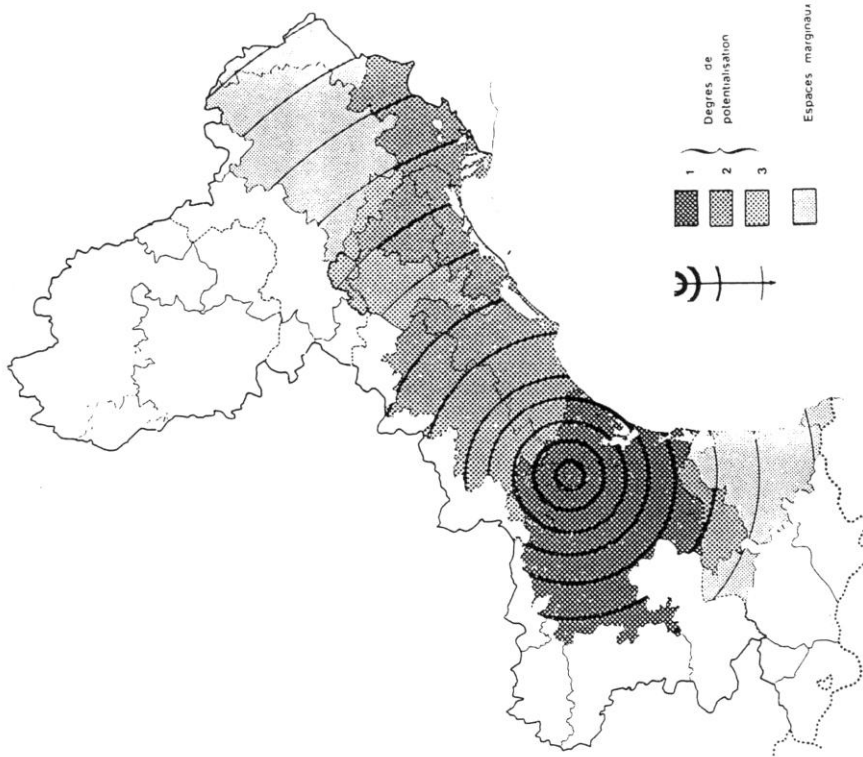 1
2
3
Degres de
potentialisation
Espaces marginaux